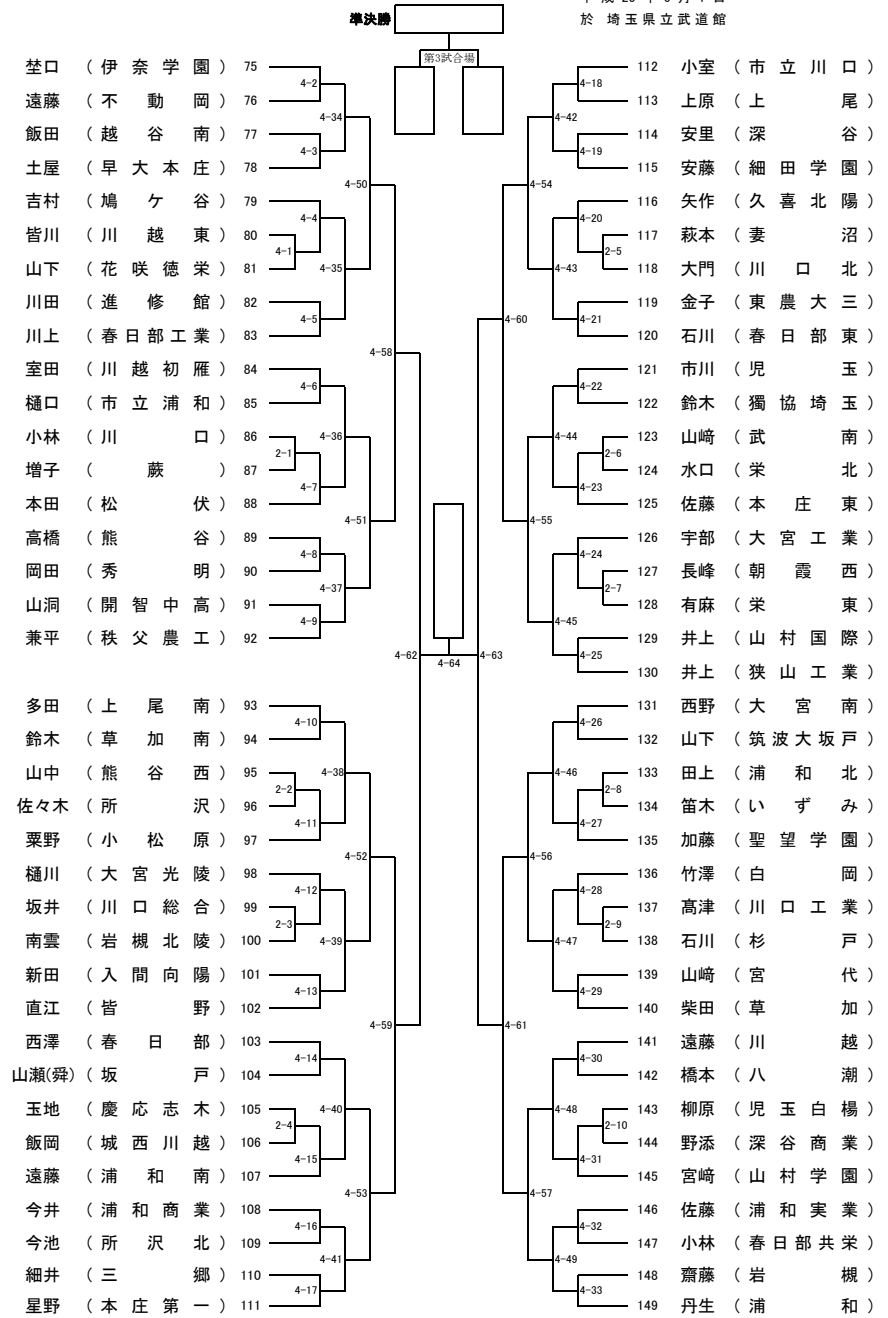 準決勝
於 埼玉県立武道館
第3試合場
埜口 （伊奈学園） 75
遠藤 （不動岡） 76
飯田 （越谷南） 77
土屋 （早大本庄） 78
吉村 （鳩ケ谷） 79
皆川 （川越東） 80
山下 （花咲徳栄） 81
川田 （進修館） 82
川上 （春日部工業） 83
室田 （川越初雁） 84
樋口 （市立浦和） 85
小林 （川口） 86
増子 （蕨） 87
本田 （松伏） 88
高橋 （熊谷） 89
岡田 （秀明） 90
山洞 （開智中高） 91
兼平 （秩父農工） 92
多田 （上尾南） 93
鈴木 （草加南） 94
山中 （熊谷西） 95
佐々木 （所沢） 96
粟野 （小松原） 97
樋川 （大宮光陵） 98
坂井 （川口総合） 99
南雲 （岩槻北陵） 100
新田 （入間向陽） 101
直江 （皆野） 102
西澤 （春日部） 103
山瀬(舜) （坂戸） 104
玉地 （慶応志木） 105
飯岡 （城西川越） 106
遠藤 （浦和南） 107
今井 （浦和商業） 108
今池 （所沢北） 109
細井 （三郷） 110
星野 （本庄第一） 111
4-2
4-34
4-3
4-50
4-4
4-1
4-35
4-5
4-58
4-6
4-36
2-1
4-7
4-51
4-8
4-37
4-9
4-62
4-10
4-38
2-2
4-11
4-52
4-12
2-3
4-39
4-13
4-59
4-14
4-40
2-4
4-15
4-53
4-16
4-41
4-17
4-64
4-63
112 小室 （市立川口）
113 上原 （上尾）
114 安里 （深谷）
115 安藤 （細田学園）
116 矢作 （久喜北陽）
117 萩本 （妻沼）
118 大門 （川口北）
119 金子 （東農大三）
120 石川 （春日部東）
121 市川 （児玉）
122 鈴木 （獨協埼玉）
123 山﨑 （武南）
124 水口 （栄北）
125 佐藤 （本庄東）
126 宇部 （大宮工業）
127 長峰 （朝霞西）
128 有麻 （栄東）
129 井上 （山村国際）
130 井上 （狭山工業）
131 西野 （大宮南）
132 山下 （筑波大坂戸）
133 田上 （浦和北）
134 笛木 （いずみ）
135 加藤 （聖望学園）
136 竹澤 （白岡）
137 髙津 （川口工業）
138 石川 （杉戸）
139 山﨑 （宮代）
140 柴田 （草加）
141 遠藤 （川越）
142 橋本 （八潮）
143 柳原 （児玉白楊）
144 野添 （深谷商業）
145 宮﨑 （山村学園）
146 佐藤 （浦和実業）
147 小林 （春日部共栄）
148 齋藤 （岩槻）
149 丹生 （浦和）
4-18
4-42
4-19
4-54
4-20
2-5
4-43
4-21
4-60
4-22
4-44
2-6
4-23
4-55
4-24
2-7
4-45
4-25
4-26
4-46
2-8
4-27
4-56
4-28
2-9
4-47
4-29
4-61
4-30
4-48
2-10
4-31
4-57
4-32
4-49
4-33